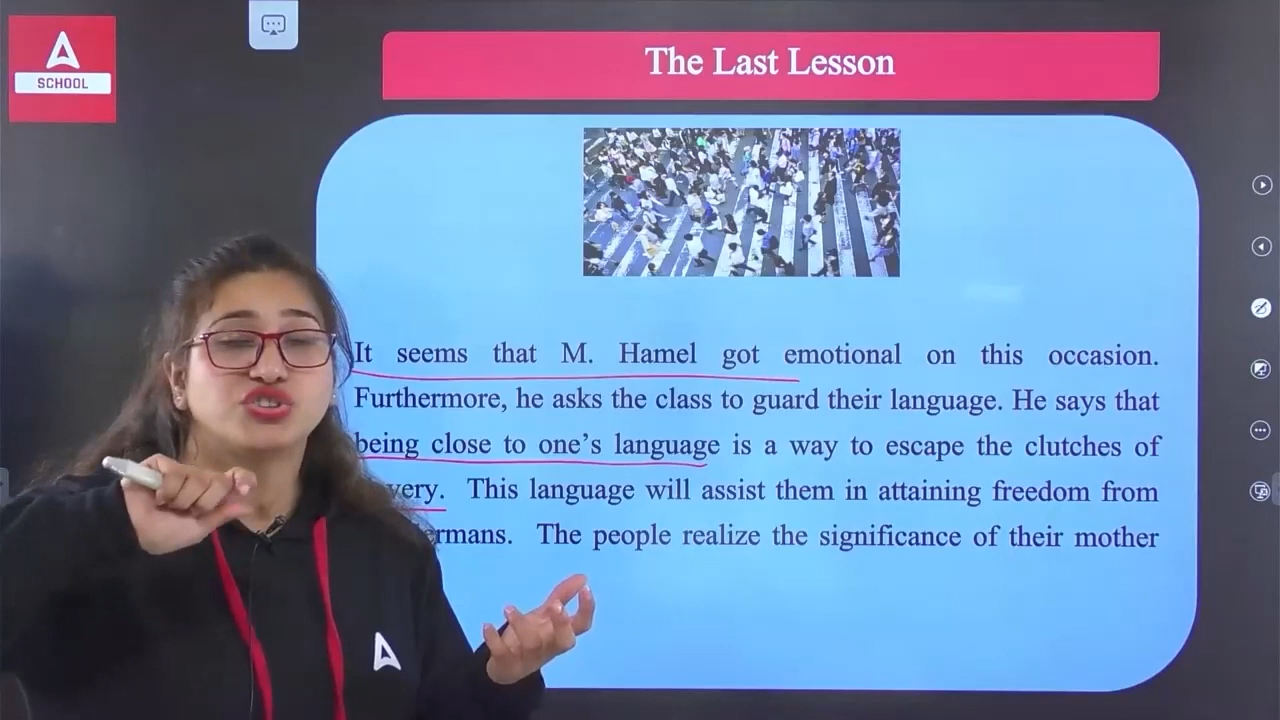 SCHOOL
The Last Lesson
It seems that M. Hamel got emotional on this occasion.
Furthermore, he asks the class to guard their language. He says that
being close to one's language is a way to escape the clutches of
very. This language will assist them in attaining freedom from
rmans. The people realize the significance of their mother